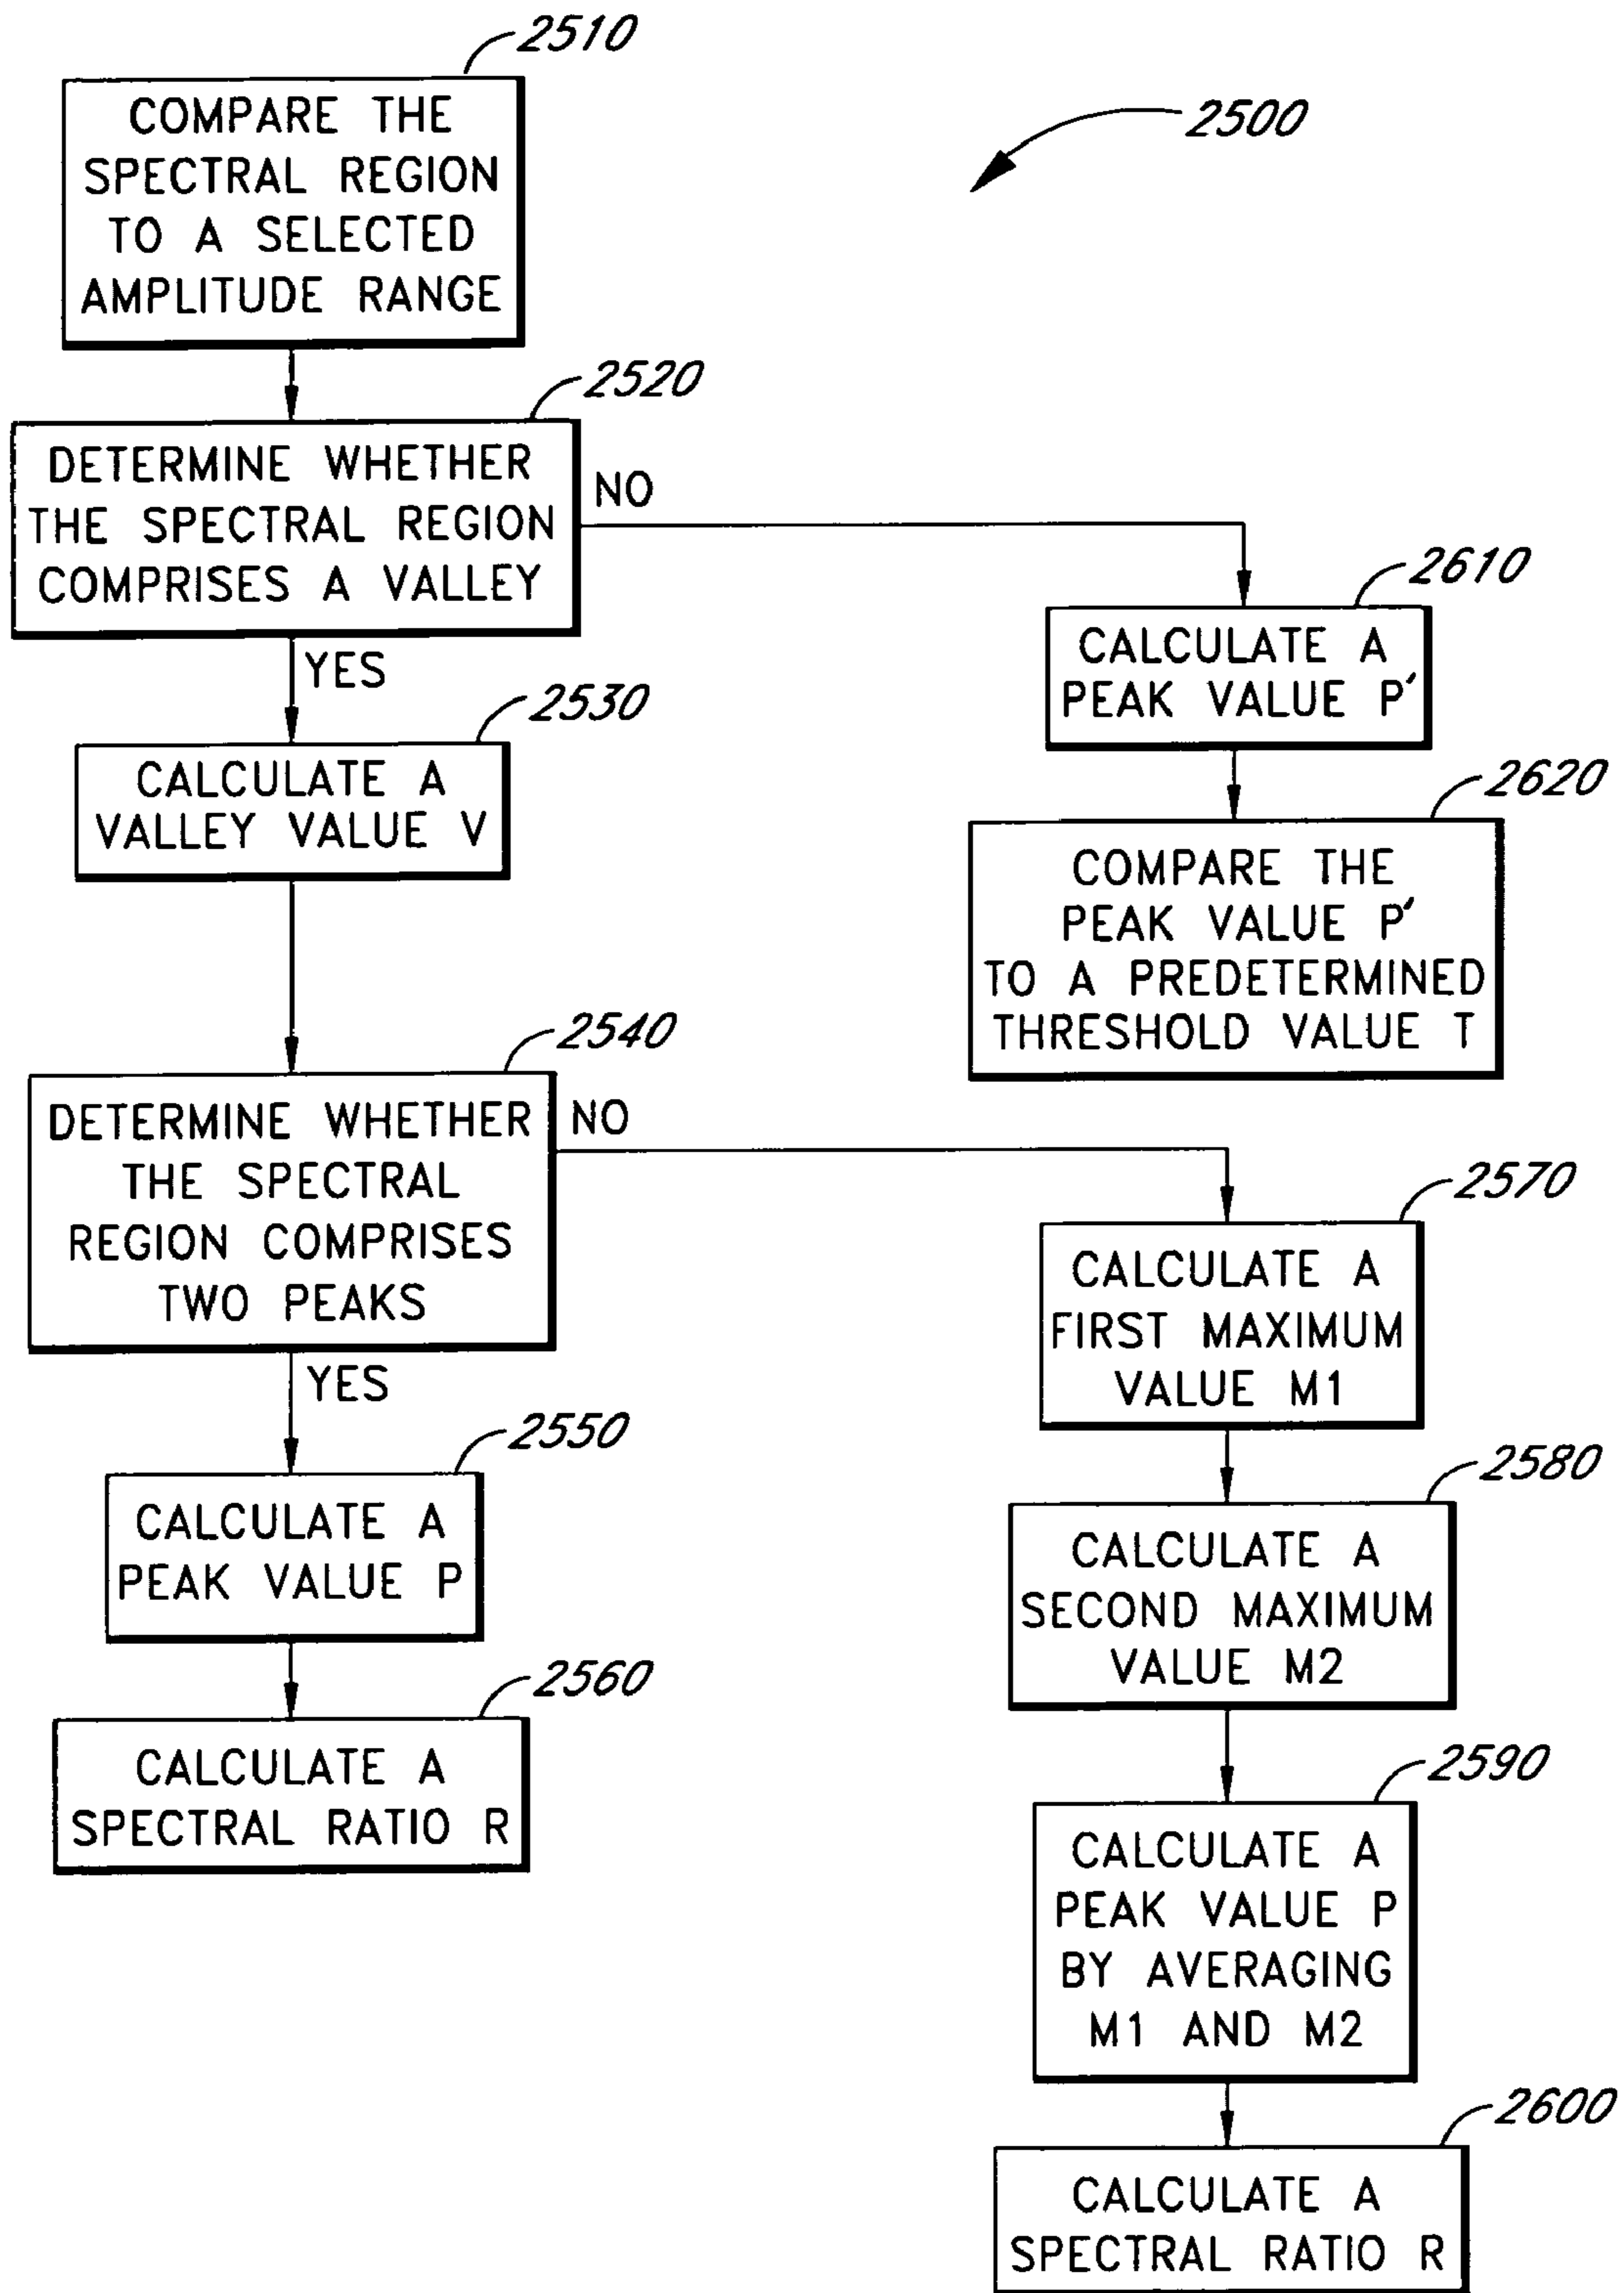 2510
COMPARE THE
SPECTRAL REGION
TO A SELECTED
AMPLITUDE RANGE
2500
2520
DETERMINE WHETHER
THE SPECTRAL REGION
COMPRISES A VALLEY
NO
YES
2610
CALCULATE A
PEAK VALUE P'
2530
CALCULATE A
VALLEY VALUE V
2620
COMPARE THE
PEAK VALUE P'
TO A PREDETERMINED
THRESHOLD VALUE T
2540
DETERMINE WHETHER
THE SPECTRAL
REGION COMPRISES
TWO PEAKS
NO
YES
2570
CALCULATE A
FIRST MAXIMUM
VALUE M1
2550
CALCULATE A
PEAK VALUE P
2580
CALCULATE A
SECOND MAXIMUM
VALUE M2
2560
CALCULATE A
SPECTRAL RATIO R
2590
CALCULATE A
PEAK VALUE P
BY AVERAGING
M1 AND M2
2600
CALCULATE A
SPECTRAL RATIO R